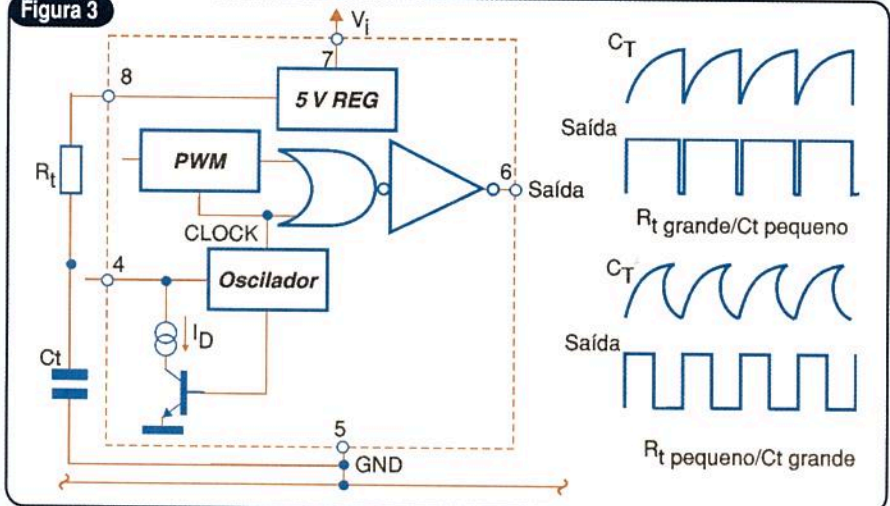 Figura 3
Vi
7
8
5 V REG
Rt
PWM
6
Saída
CLOCK
4
Oscilador
ID
Ct
5
GND
CT
Saída
Rt grande/Ct pequeno
CT
Saída
Rt pequeno/Ct grande